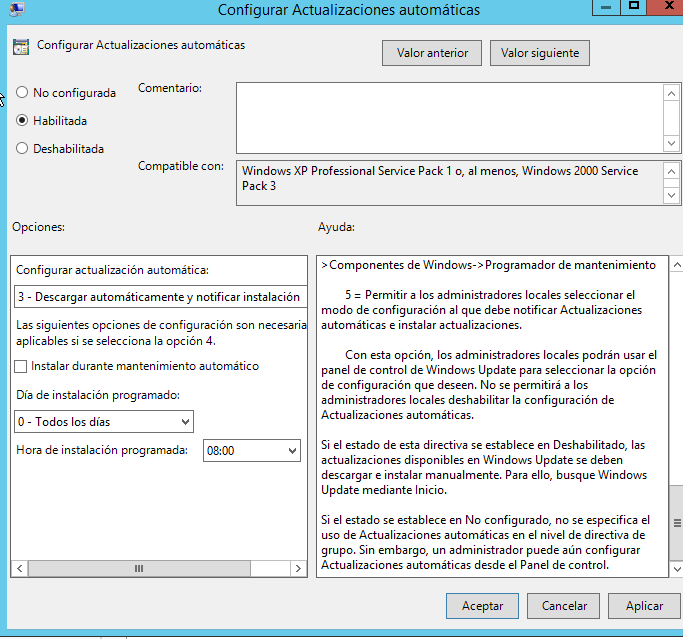 Configurar Actualizaciones automáticas
Configurar Actualizaciones automáticas
Valor anterior
Valor siguiente
No configurada
Habilitada
Deshabilitada
Comentario:
Compatible con:
Windows XP Professional Service Pack 1 o, al menos, Windows 2000 Service
Pack 3
Opciones:
Configurar actualización automática:
3 - Descargar automáticamente y notificar instalación
Las siguientes opciones de configuración son necesaria
aplicables si se selecciona la opción 4.
Instalar durante mantenimiento automático
Día de instalación programado:
0 - Todos los días
Hora de instalación programada:
08:00
Ayuda:
>Componentes de Windows->Programador de mantenimiento
5 = Permitir a los administradores locales seleccionar el
modo de configuración al que debe notificar Actualizaciones
automáticas e instalar actualizaciones.
Con esta opción, los administradores locales podrán usar el
panel de control de Windows Update para seleccionar la opción
de configuración que deseen. No se permitirá a los
administradores locales deshabilitar la configuración de
Actualizaciones automáticas.
Si el estado de esta directiva se establece en Deshabilitado, las
actualizaciones disponibles en Windows Update se deben
descargar e instalar manualmente. Para ello, busque Windows
Update mediante Inicio.
Si el estado se establece en No configurado, no se especifica el
uso de Actualizaciones automáticas en el nivel de directiva de
grupo. Sin embargo, un administrador puede aún configurar
Actualizaciones automáticas desde el Panel de control.
Aceptar
Cancelar
Aplicar